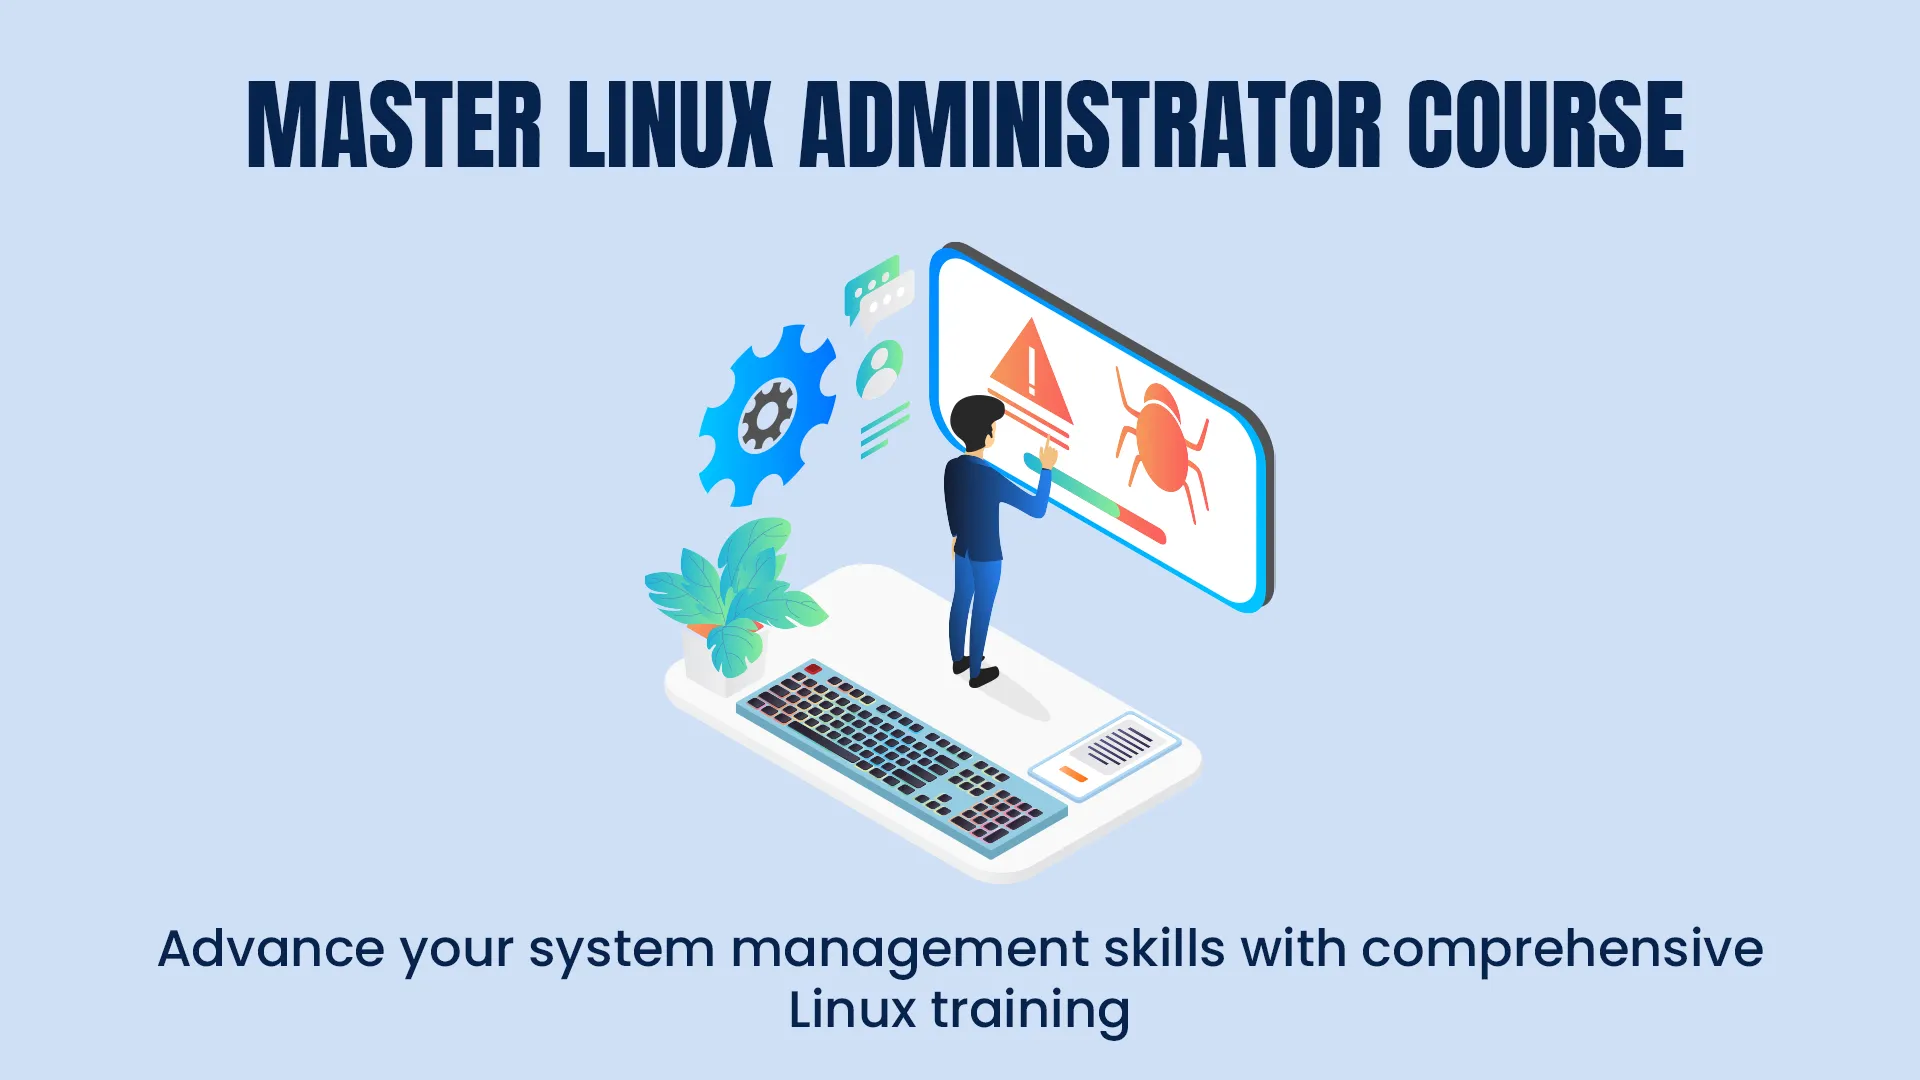 MASTER LINUX ADMINISTRATOR COURSE
Advance your system management skills with comprehensive
Linux training